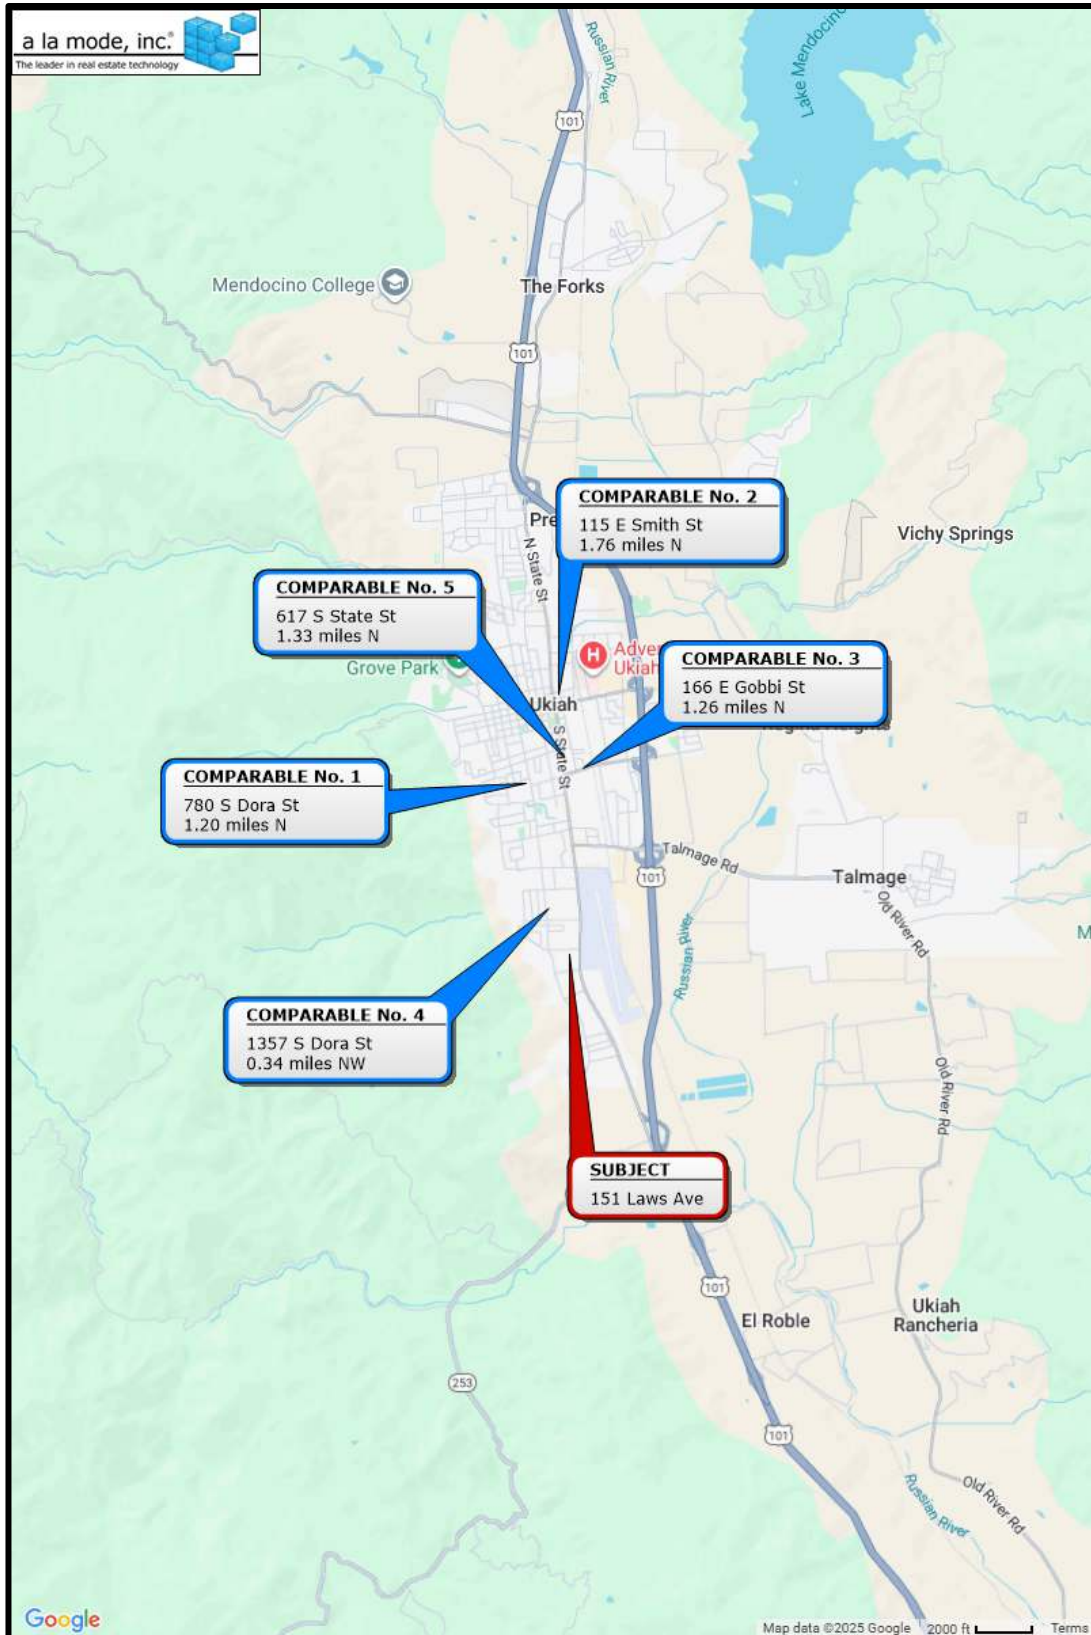 a la mode, inc.®
The leader in real estate technology
Russian River
Lake Mendocino
101
Mendocino College
The Forks
101
COMPARABLE No. 2
115 E Smith St
1.76 miles N
Pre
N State St
Vichy Springs
COMPARABLE No. 5
617 S State St
1.33 miles N
Grove Park
H
Adve
Ukiah
COMPARABLE No. 3
166 E Gobbi St
1.26 miles N
Ukiah
S State St
COMPARABLE No. 1
780 S Dora St
1.20 miles N
Talmage Rd
101
Talmage
Old River Rd
M
Russian River
COMPARABLE No. 4
1357 S Dora St
0.34 miles NW
Old River Rd
SUBJECT
151 Laws Ave
101
El Roble
Ukiah
Rancheria
253
101
Old River Rd
Russian River
Google
Map data ©2025 Google
2000 ft
Terms